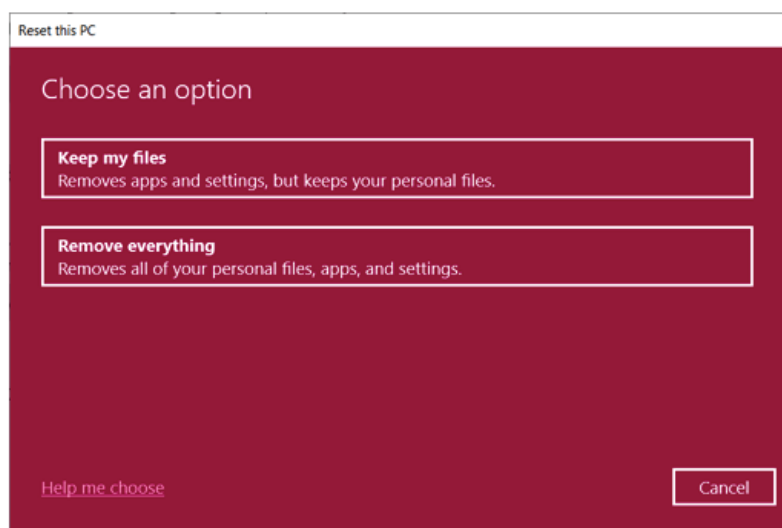 Reset this PC
Choose an option
Keep my files
Removes apps and settings, but keeps your personal files.
Remove everything
Removes all of your personal files, apps, and settings.
Help me choose
Cancel